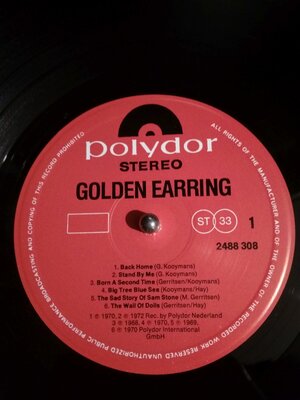 polydor
STEREO
GOLDEN EARRING
ST 33 1
2488 308
1. Back Home (G. Kooymans)
2. Stand By Me (G. Kooymans)
3. Born A Second Time (Gerritsen/Kooymans)
4. Big Tree Blue Sea (Kooymans/Hay)
5. The Sad Story Of Sam Stone (M. Gerritsen)
6. The Wall Of Dolls (Gerritsen/Hay)
1 ℗ 1970, 2 ℗ 1972 Rec. by Polydor Nederland
3 ℗ 1968, 4 ℗ 1970, 5 ℗ 1969,
6 ℗ 1970 Polydor International
GmbH
ALL RIGHTS OF THE MANUFACTURER AND OF THE OWNER OF THE RECORDED WORK RESERVED UNAUTHORIZED PUBLIC PERFORMANCE BROADCASTING AND COPYING OF THIS RECORD PROHIBITED